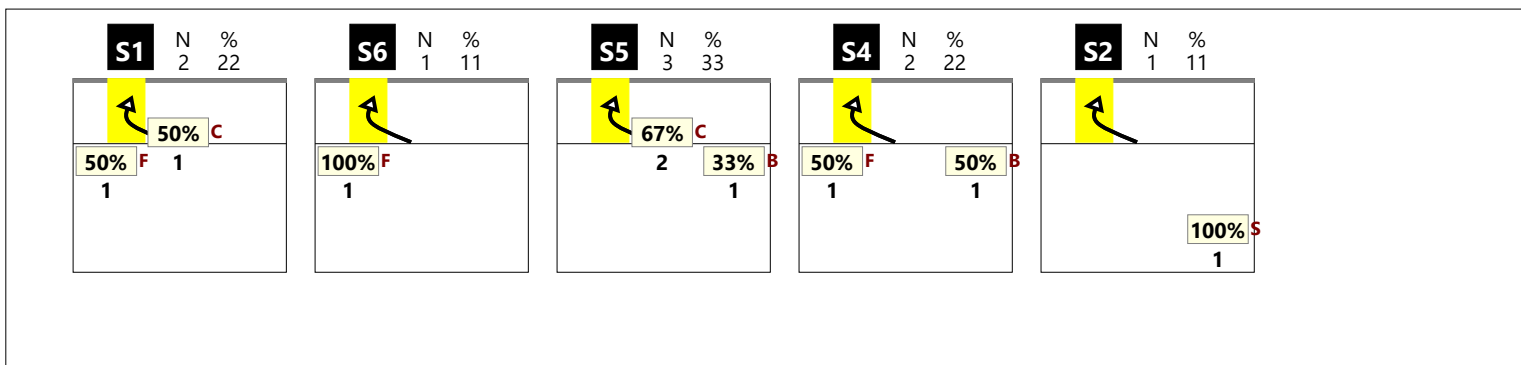 S1 N % 2 22
50% C
50% F 1
1
S6 N % 1 11
100% F
1
S5 N % 3 33
67% C
2 33% B
1
S4 N % 2 22
50% F 50% B
1 1
S2 N % 1 11
100% S
1